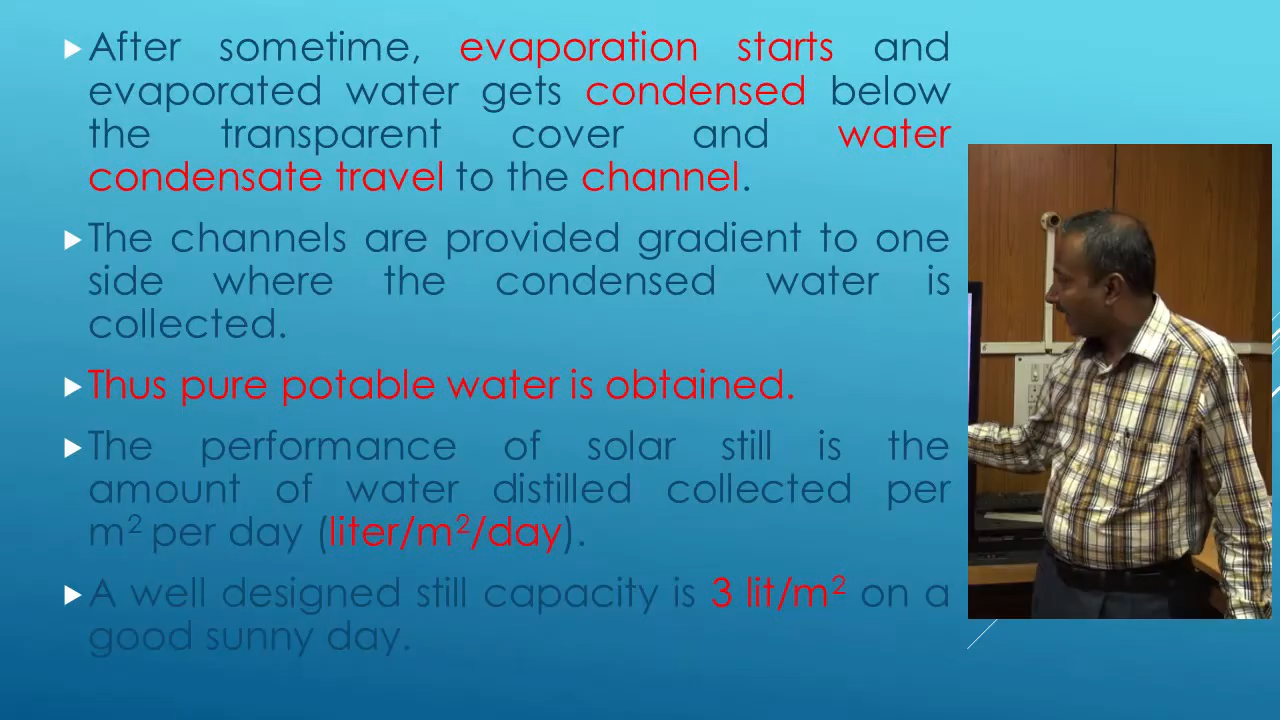 After sometime, evaporation starts and
evaporated water gets condensed below
the transparent cover and water
condensate travel to the channel.
The channels are provided gradient to one
side where the condensed water is
collected.
Thus pure potable water is obtained.
The performance of solar still is the
amount of water distilled collected per
m² per day (liter/m²/day).
A well designed still capacity is 3 lit/m² on a
good sunny day.